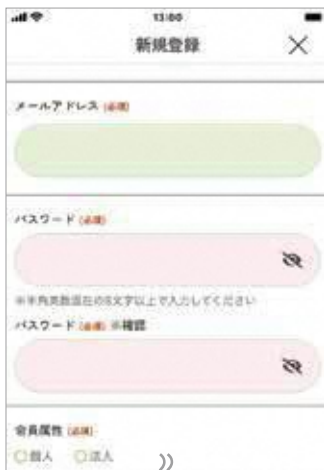 13:00
新規登録
メールアドレス (必須)
パスワード (必須)
※半角英数混在の8文字以上で入力してください
パスワード (必須) ※確認
会員属性 (必須)
個人 法人